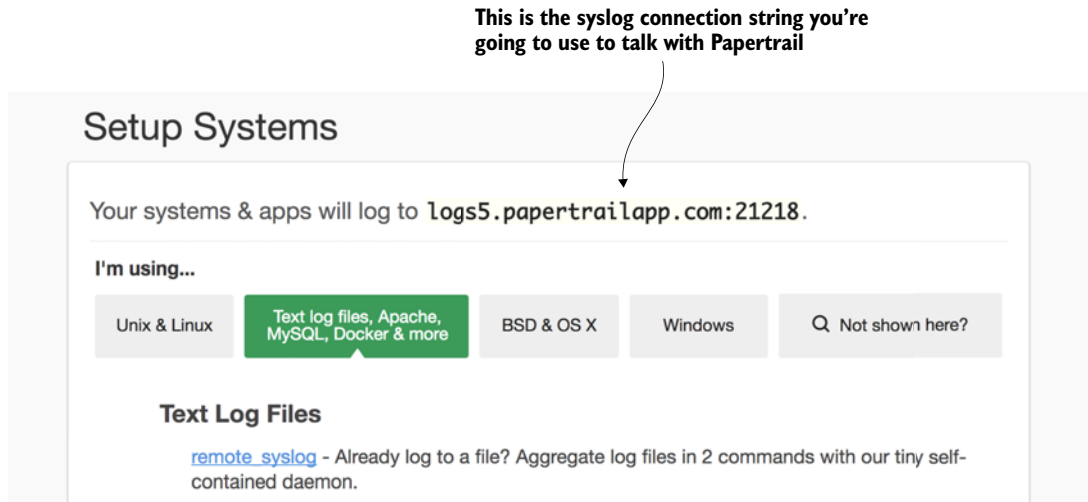 This is the syslog connection string you're
going to use to talk with Papertrail
Setup Systems
Your systems & apps will log to logs5.papertrailapp.com:21218.
I'm using...
Unix & Linux
Text log files, Apache,
MySQL, Docker & more
BSD & OS X
Windows
Not shown here?
Text Log Files
remote_syslog - Already log to a file? Aggregate log files in 2 commands with our tiny self-
contained daemon.